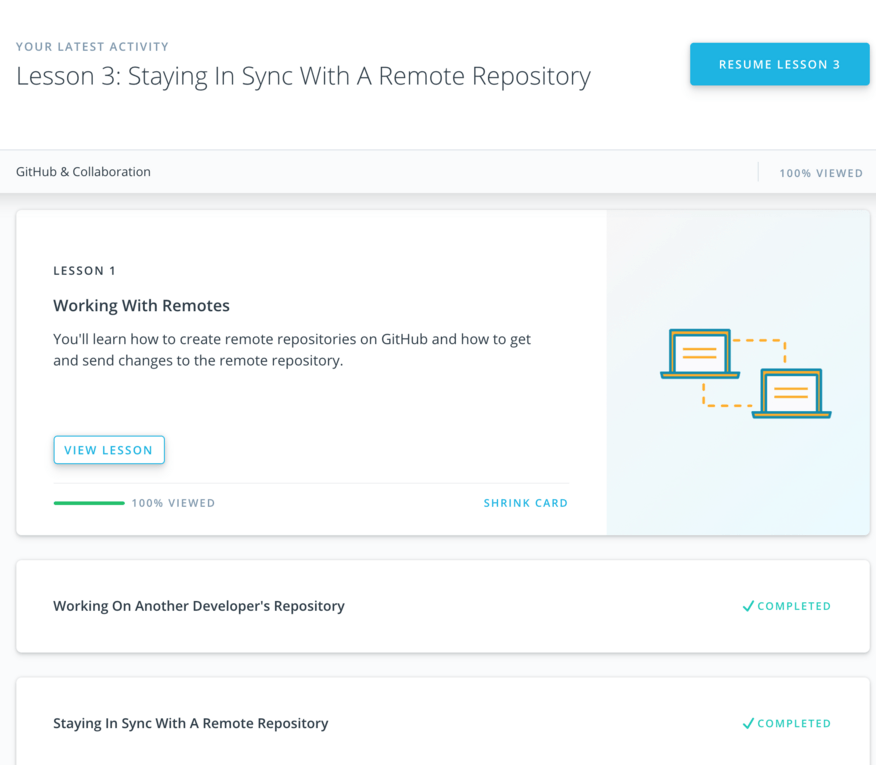 YOUR LATEST ACTIVITY
Lesson 3: Staying In Sync With A Remote Repository
RESUME LESSON 3
GitHub & Collaboration
100% VIEWED
LESSON 1
Working With Remotes
You'll learn how to create remote repositories on GitHub and how to get
and send changes to the remote repository.
VIEW LESSON
100% VIEWED
SHRINK CARD
Working On Another Developer's Repository
COMPLETED
Staying In Sync With A Remote Repository
COMPLETED